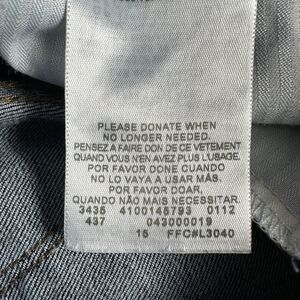 PLEASE DONATE WHEN
NO LONGER NEEDED.
PENSEZ A FAIRE DON DE CE VETEMENT
QUAND VOUS N'EN AVEZ PLUS L'USAGE.
POR FAVOR DONE CUANDO
NO LO VAYA A USAR MÁS.
POR FAVOR DOAR,
QUANDO NÃO MAIS NECESSITAR.
3435 4100145793 0112
437 043000019
15 FFC#L3040